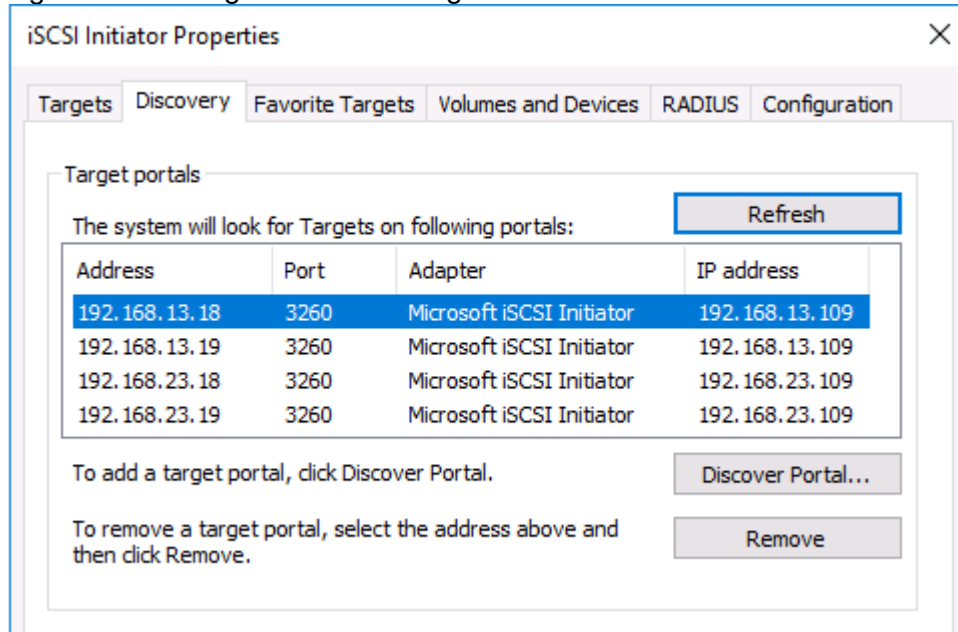 iSCSI Initiator Properties
Targets Discovery Favorite Targets Volumes and Devices RADIUS Configuration
Target portals
The system will look for Targets on following portals:
Refresh
Address Port Adapter IP address
192.168.13.18 3260 Microsoft iSCSI Initiator 192.168.13.109
192.168.13.19 3260 Microsoft iSCSI Initiator 192.168.13.109
192.168.23.18 3260 Microsoft iSCSI Initiator 192.168.23.109
192.168.23.19 3260 Microsoft iSCSI Initiator 192.168.23.109
To add a target portal, click Discover Portal.
Discover Portal...
To remove a target portal, select the address above and
then click Remove.
Remove